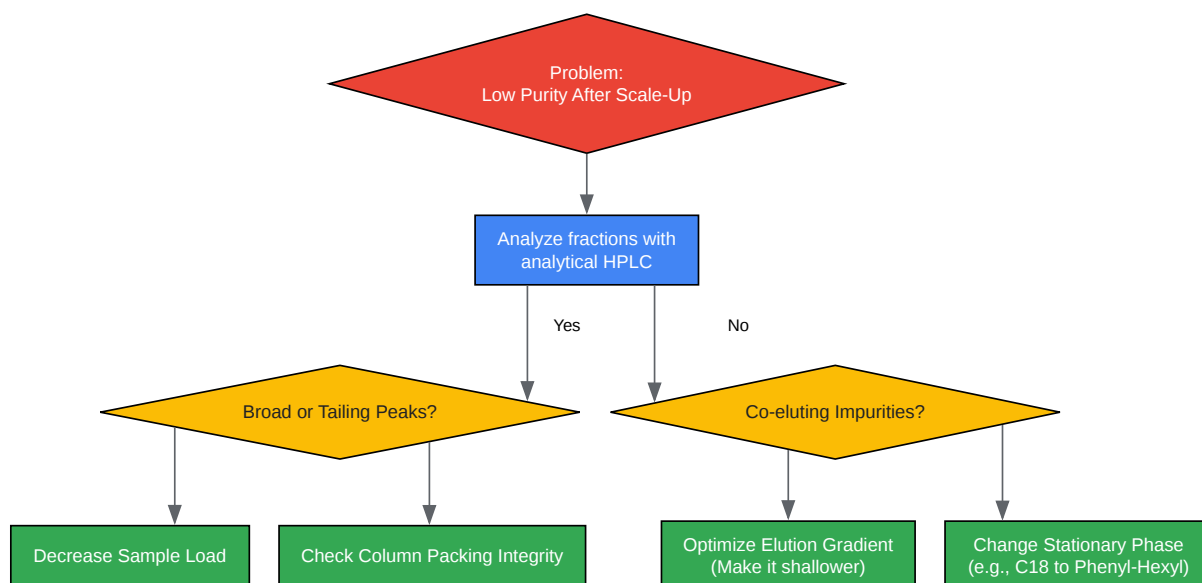 Problem:
Low Purity After Scale-Up
Analyze fractions with
analytical HPLC
Yes
No
Broad or Tailing Peaks?
Co-eluting Impurities?
Decrease Sample Load
Check Column Packing Integrity
Optimize Elution Gradient
(Make it shallower)
Change Stationary Phase
(e.g., C18 to Phenyl-Hexyl)